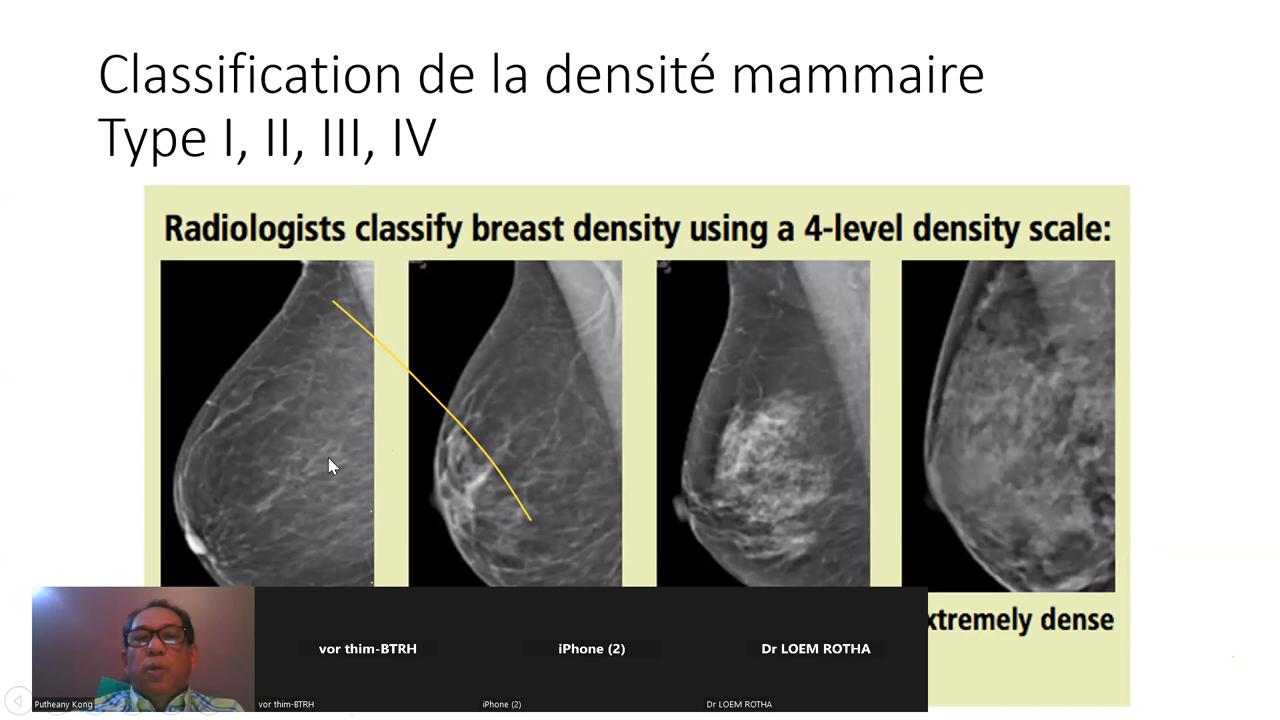 Classification de la densité mammaire
Type I, II, III, IV
Radiologists classify breast density using a 4-level density scale:
xtremely dense
vor thim-BTRH
iPhone (2)
Dr LOEM ROTHA
Putheany Kong
vor thim-BTRH
iPhone (2)
Dr LOEM ROTHA